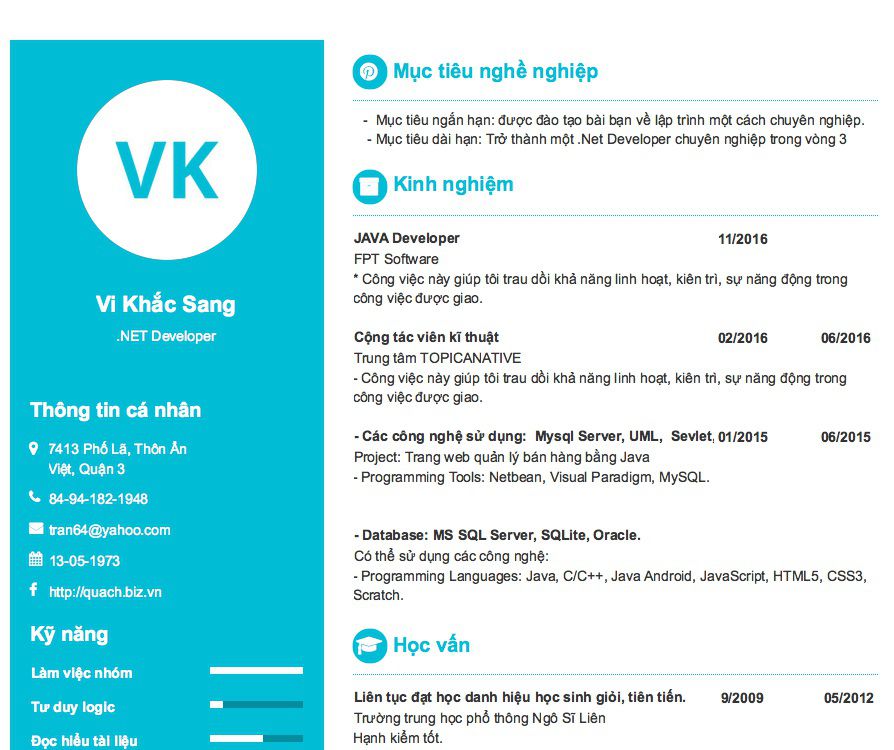 VK
Vi Khắc Sang
.NET Developer
Thông tin cá nhân
7413 Phố Lã, Thôn Ân
Việt, Quận 3
84-94-182-1948
tran64@yahoo.com
13-05-1973
http://quach.biz.vn
Kỹ năng
Làm việc nhóm
Tư duy logic
Đọc hiểu tài liệu
Mục tiêu nghề nghiệp
- Mục tiêu ngắn hạn: được đào tạo bài bạn về lập trình một cách chuyên nghiệp.
- Mục tiêu dài hạn: Trở thành một .Net Developer chuyên nghiệp trong vòng 3
Kinh nghiệm
JAVA Developer 11/2016
FPT Software
* Công việc này giúp tôi trau dồi khả năng linh hoạt, kiên trì, sự năng động trong
công việc được giao.
Cộng tác viên kĩ thuật 02/2016 06/2016
Trung tâm TOPICANATIVE
- Công việc này giúp tôi trau dồi khả năng linh hoạt, kiên trì, sự năng động trong
công việc được giao.
- Các công nghệ sử dụng: Mysql Server, UML, Sevlet, 01/2015 06/2015
Project: Trang web quản lý bán hàng bằng Java
- Programming Tools: Netbean, Visual Paradigm, MySQL.
- Database: MS SQL Server, SQLite, Oracle.
Có thể sử dụng các công nghệ:
- Programming Languages: Java, C/C++, Java Android, JavaScript, HTML5, CSS3,
Scratch.
Học vấn
Liên tục đạt học danh hiệu học sinh giỏi, tiên tiến. 9/2009 05/2012
Trường trung học phổ thông Ngô Sĩ Liên
Hạnh kiểm tốt.